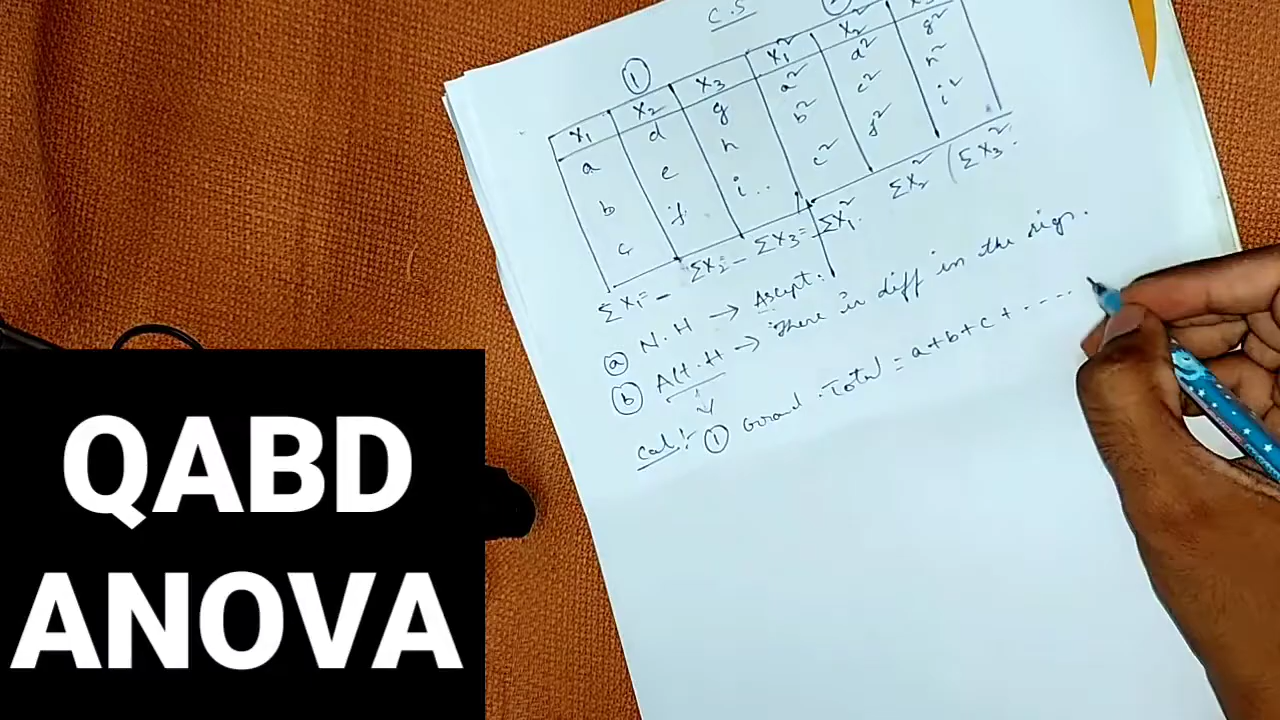 C.S
①
X₁ X₂ X₃ X₁² X₂²
a d g a² d²  g²
b e h b² e² h²
c f i.. c² f² i²
ΣX₁= – ΣX₂= – ΣX₃= – ΣX₁² ΣX₂² ( ΣX₃²
ⓐ N.H → Accept.
ⓑ Alt.H → There is diff in the sign.
Cal:- ① Grand Total = a+b+c + ......
QABD
ANOVA